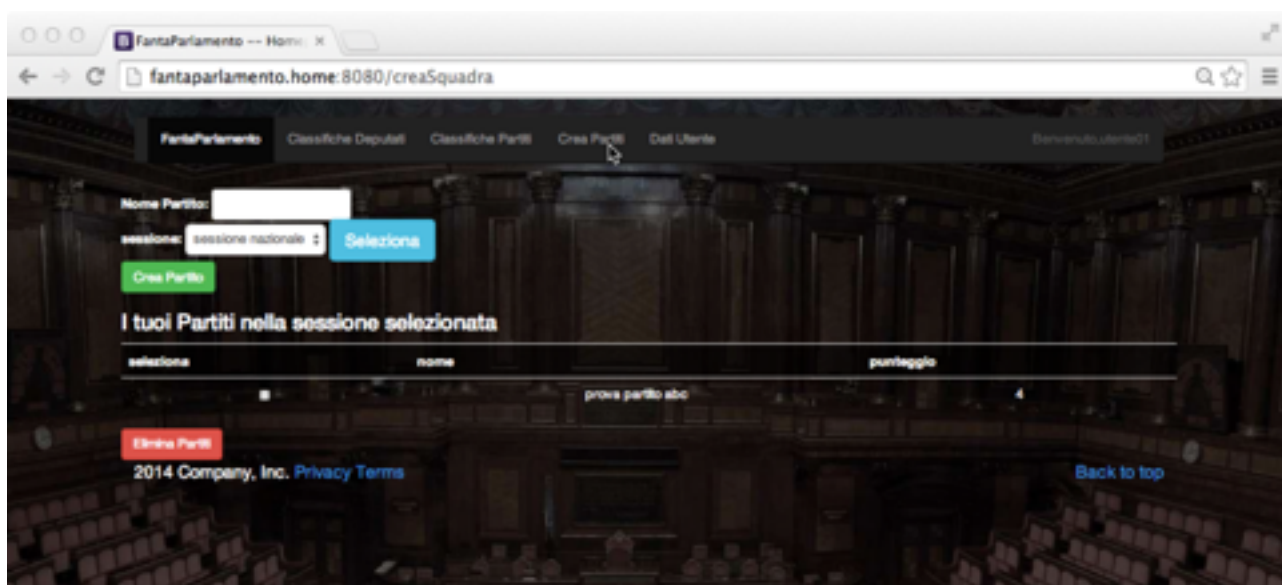 FantaParlamento -- Home
fantaparlamento.home:8080/creaSquadra
FantaParlamento Classifiche Deputati Classifiche Partiti Crea Partiti Dati Utente Benvenuto,utente01
Nome Partito:
sessione: sessione nazionale Seleziona
Crea Partito
I tuoi Partiti nella sessione selezionata
seleziona nome punteggio
prova partito abc 4
Elimina Partiti
2014 Company, Inc. Privacy Terms Back to top